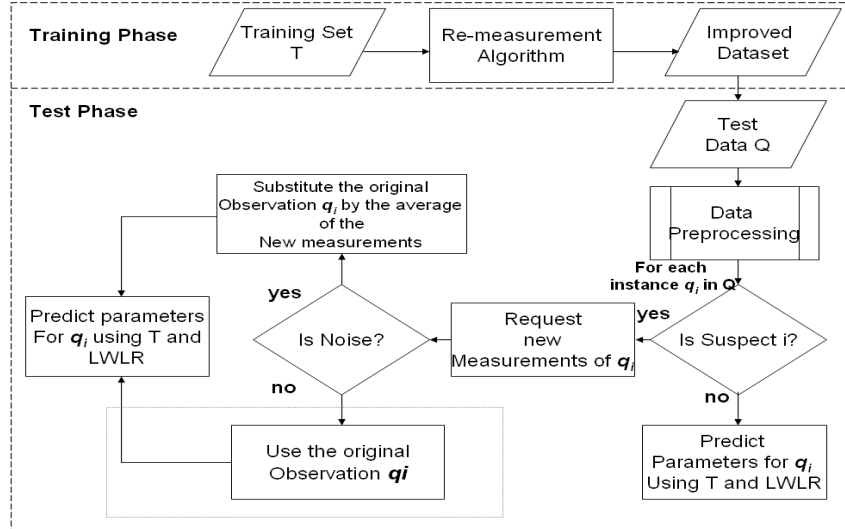 Training Phase
Training Set
T
Re-measurement
Algorithm
Improved
Dataset
Test Phase
Test
Data Q
Data
Preprocessing
For each
instance qi in Q
Is Suspect i?
yes
no
Request
new
Measurements of qi
Is Noise?
yes
no
Substitute the original
Observation qi by the average
of the
New measurements
Use the original
Observation qi
Predict parameters
For qi using T and
LWLR
Predict
Parameters for qi
Using T and LWLR